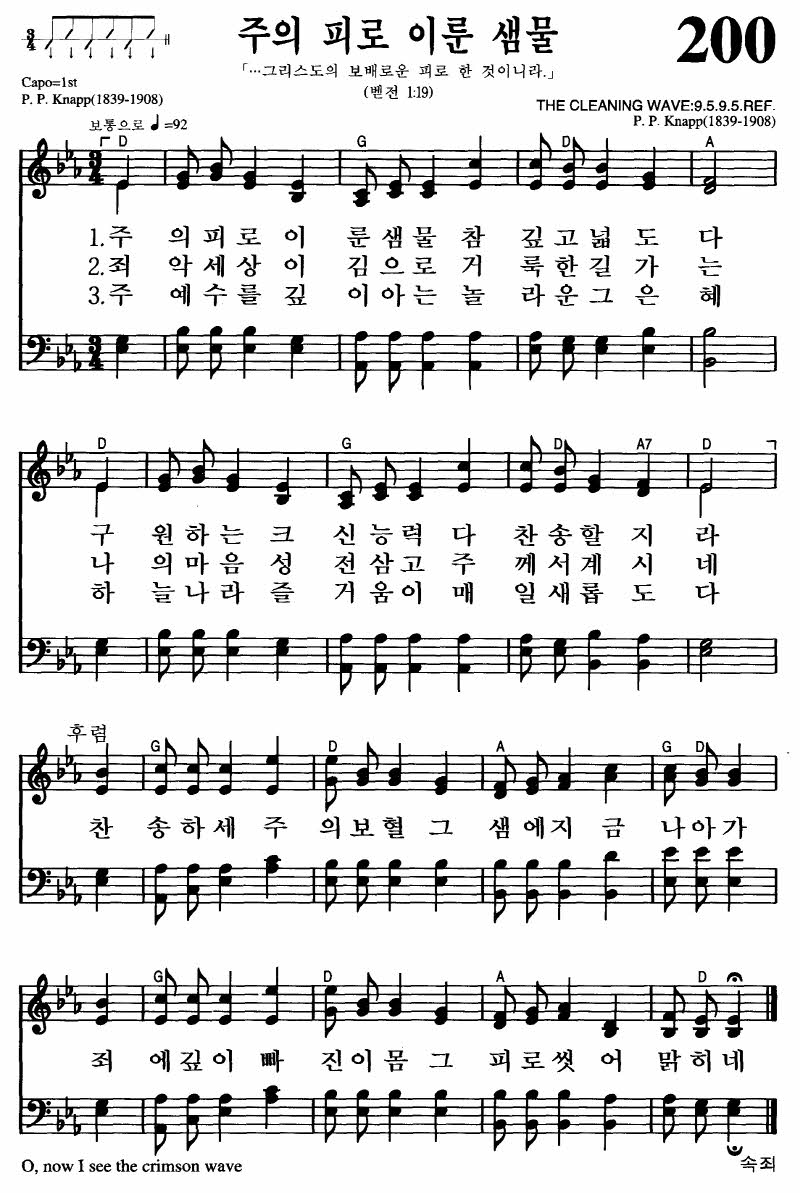 주의 피로 이룬 샘물
200
「…그리스도의 보배로운 피로 한 것이니라.」
(벧전 1:19)
Capo=1st
P. P. Knapp(1839-1908)
THE CLEANING WAVE:9.5.9.5.REF.
P. P. Knapp(1839-1908)
보통으로 ♩=92
3/4
D G D A
1.주 의피로이 룬샘물참 깊고넓도다
2.죄 악세상이 김으로거 룩한길가는
3.주 예수를깊 이아는놀 라운그은혜
D G D A7 D
구 원하는크 신능력다 찬송할지라
나 의마음성 전삼고주 께서계시네
하 늘나라즐 거움이매 일새롭도다
후렴
G D A G D
찬 송하세주 의보혈그 샘에지금 나아가
G D A D
죄 에깊이빠 진이몸그 피로씻어 맑히네
O, now I see the crimson wave
속죄